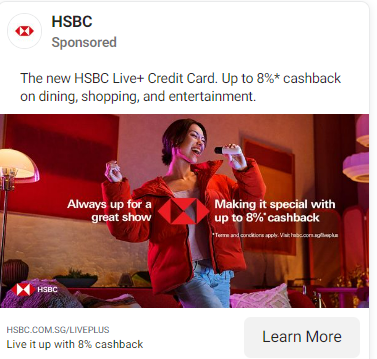 HSBC
Sponsored
The new HSBC Live+ Credit Card. Up to 8%* cashback
on dining, shopping, and entertainment.
Always up for a
great show
Making it special with
up to 8%*cashback
*Terms and conditions apply. Visit hsbc.com.sg/liveplus
HSBC
HSBC.COM.SG/LIVEPLUS
Live it up with 8% cashback
Learn More